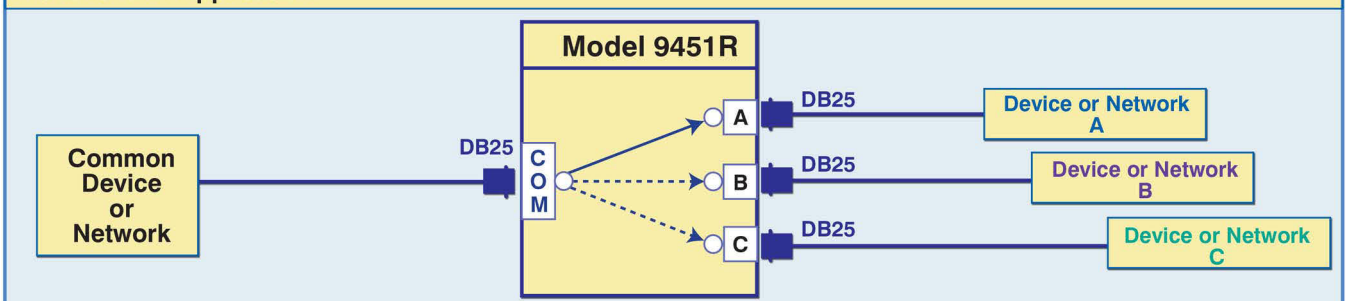 Model 9451R
DB25
A
Device or Network
A
DB25
C
O
M
Common
Device
or
Network
DB25
B
Device or Network
B
DB25
C
Device or Network
C